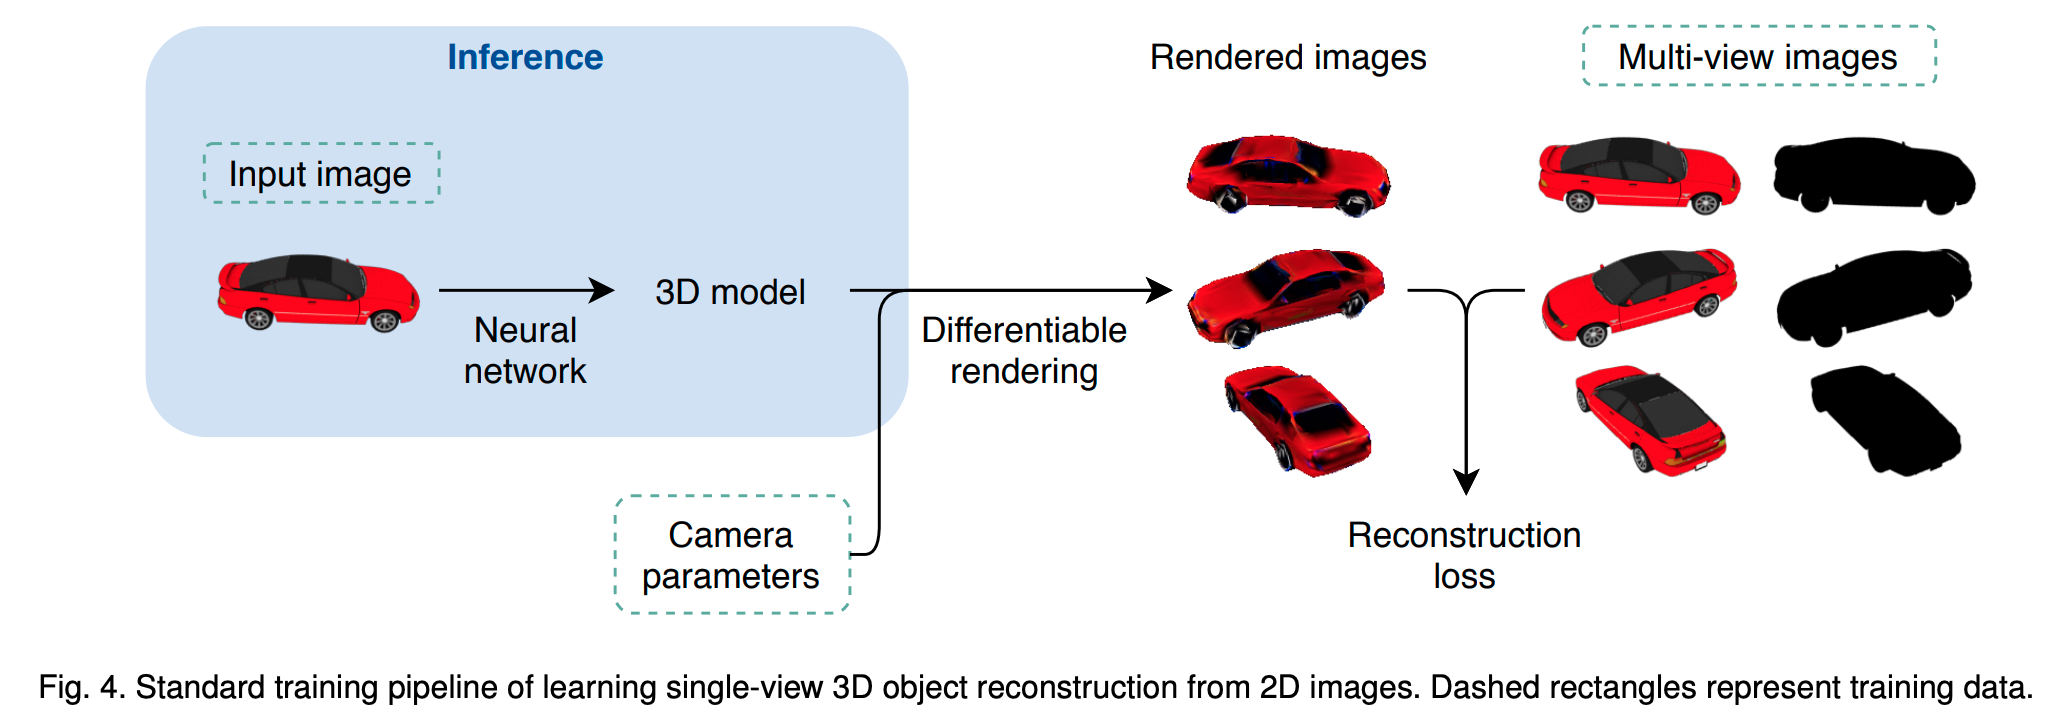 Inference
Input image
Neural
network
3D model
Camera
parameters
Differentiable
rendering
Rendered images
Multi-view images
Reconstruction
loss
Fig. 4. Standard training pipeline of learning single-view 3D object reconstruction from 2D images. Dashed rectangles represent training data.